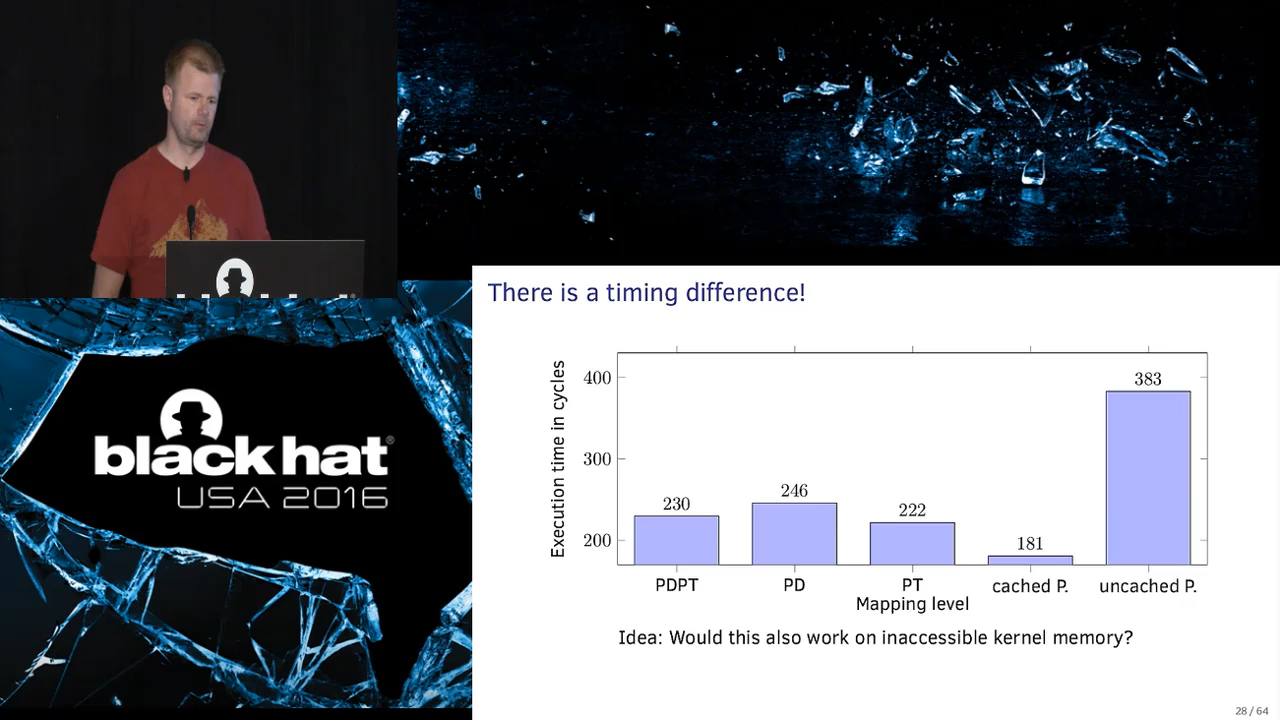 black hat®
USA 2016
There is a timing difference!
Execution time in cycles
400
300
200
230
246
222
181
383
PDPT
PD
PT
cached P.
uncached P.
Mapping level
Idea: Would this also work on inaccessible kernel memory?
28 / 64